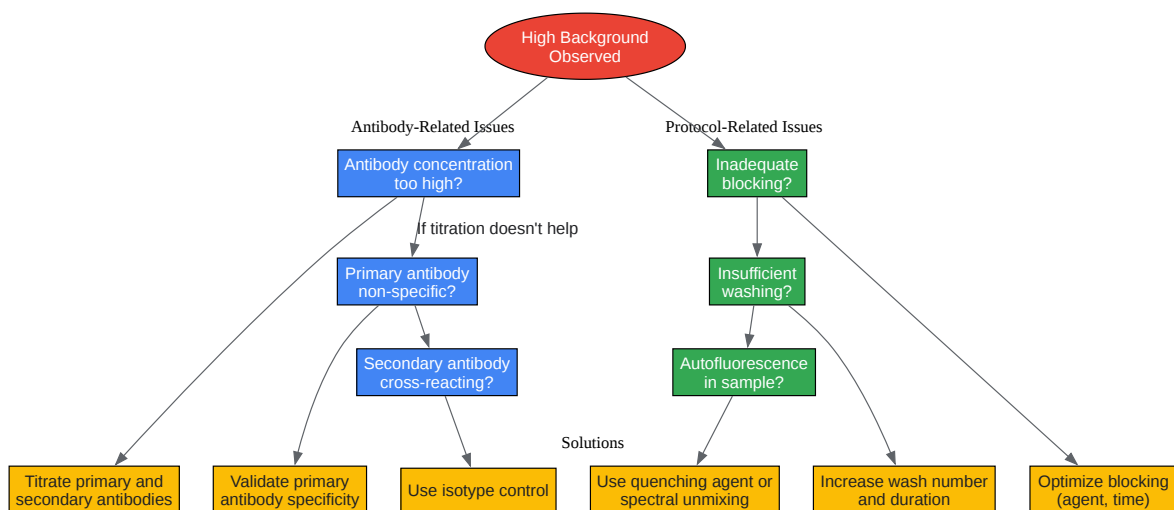 High Background
Observed
Antibody-Related Issues
Protocol-Related Issues
Antibody concentration
too high?
Inadequate
blocking?
If titration doesn't help
Primary antibody
non-specific?
Insufficient
washing?
Secondary antibody
cross-reacting?
Autofluorescence
in sample?
Solutions
Titrate primary and
secondary antibodies
Validate primary
antibody specificity
Use isotype control
Use quenching agent or
spectral unmixing
Increase wash number
and duration
Optimize blocking
(agent, time)